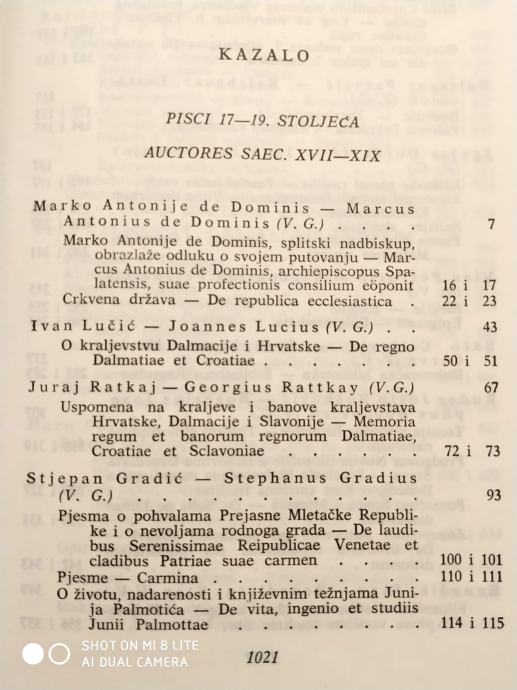 KAZALO
PISCI 17—19. STOLJEĆA
AUCTORES SAEC. XVII—XIX
Marko Antonije de Dominis — Marcus
Antonius de Dominis (V. G.) . . . . 7
Marko Antonije de Dominis, splitski nadbiskup,
obrazlaže odluku o svojem putovanju — Mar-
cus Antonius de Dominis, archiepiscopus Spa-
latensis, suae profectionis consilium eöponit 16 i 17
Crkvena država — De republica ecclesiastica . 22 i 23
Ivan Lučić — Joannes Lucius (V. G.) . . 43
O kraljevstvu Dalmacije i Hrvatske — De regno
Dalmatiae et Croatiae . . . . . . . 50 i 51
Juraj Ratkaj — Georgius Rattkay (V.G.) 67
Uspomena na kraljeve i banove kraljevstava
Hrvatske, Dalmacije i Slavonije — Memoria
regum et banorum regnorum Dalmatiae,
Croatiae et Sclavoniae . . . . . . 72 i 73
Stjepan Gradić — Stephanus Gradius
(V. G.) . . . . . . . . . . . . . . 93
Pjesma o pohvalama Prejasne Mletačke Republi-
ke i o nevoljama rodnoga grada — De laudi-
bus Serenissimae Reipublicae Venetae et
cladibus Patriae suae carmen . . . . 100 i 101
Pjesme — Carmina . . . . . . . . . 110 i 111
O životu, nadarenosti i književnim težnjama Juni-
ja Palmotića — De vita, ingenio et studiis
Junii Palmottae . . . . . . . . . 114 i 115
SHOT ON MI 8 LITE
AI DUAL CAMERA
1021